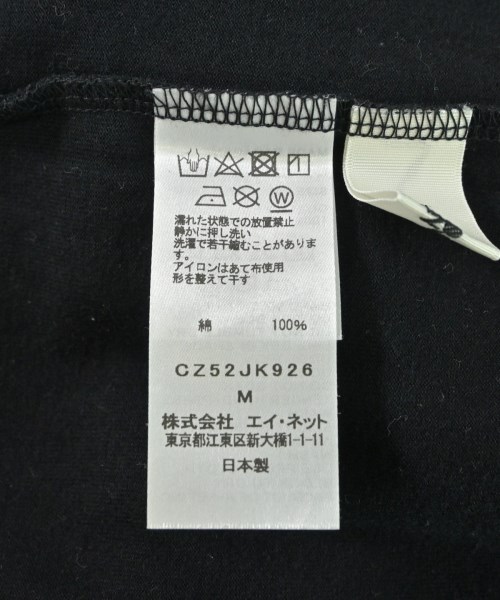 W
濡れた状態での放置禁止
静かに押し洗い
洗濯で若干縮むことがありま
す。
アイロンはあて布使用
形を整えて干す
綿 100%
CZ52JK926
M
株式会社 エイ・ネット
東京都江東区新大橋1-1-11
日本製